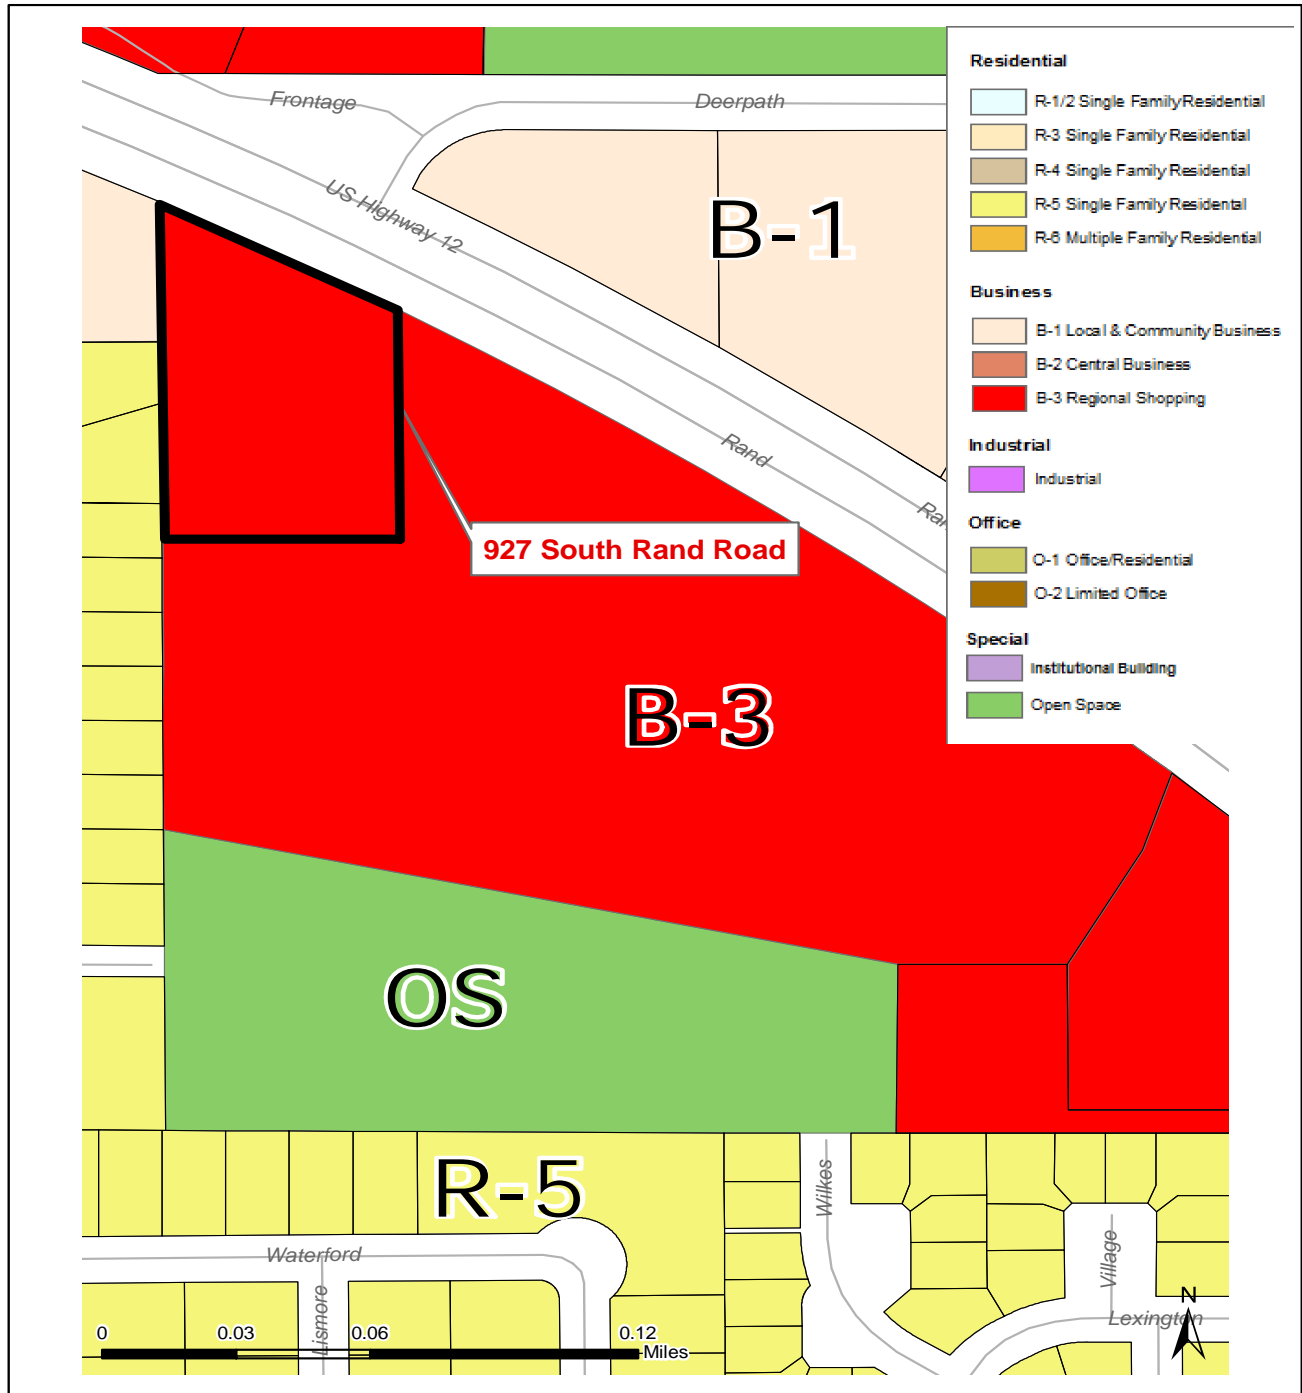 Frontage
Deerpath
US Highway 12
B-1
Rand
927 South Rand Road
B-3
OS
R-5
Waterford
Lismore
Wilkes
Village
Lexington
N
0 0.03 0.06 0.12
Miles
Residential
R-1/2 Single Family Residential
R-3 Single Family Residential
R-4 Single Family Residential
R-5 Single Family Residental
R-6 Multiple Family Residential
Business
B-1 Local & Community Business
B-2 Central Business
B-3 Regional Shopping
Industrial
Industrial
Office
O-1 Office/Residential
O-2 Limited Office
Special
Institutional Building
Open Space